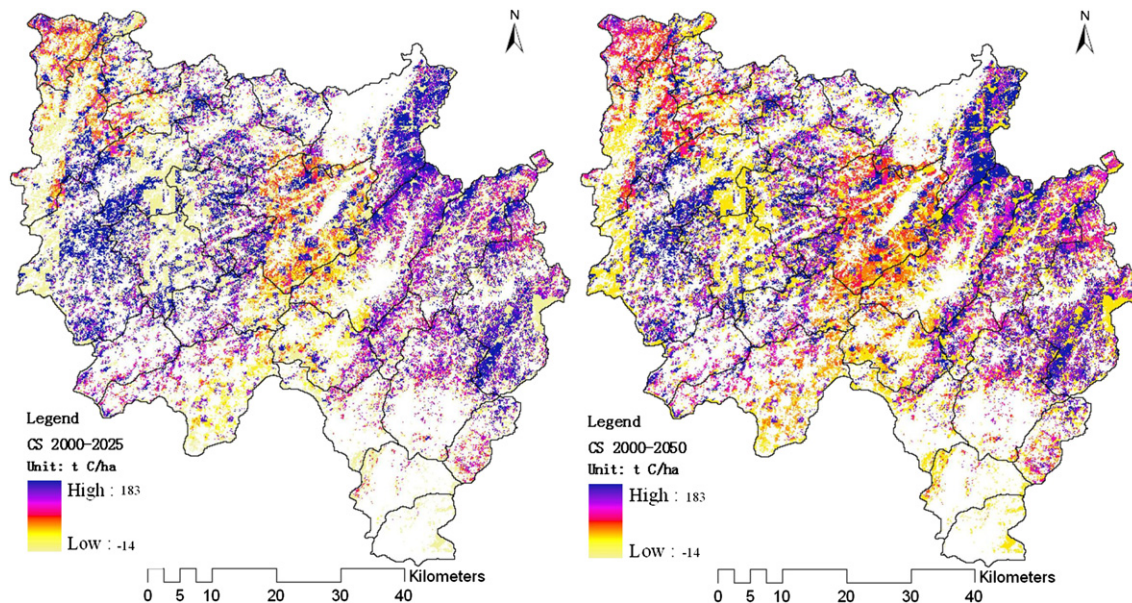 N
Legend
CS 2000-2025
Unit: t C/ha
High : 183
Low : -14
Kilometers
0 5 10 20 30 40
N
Legend
CS 2000-2050
Unit: t C/ha
High : 183
Low : -14
Kilometers
0 5 10 20 30 40